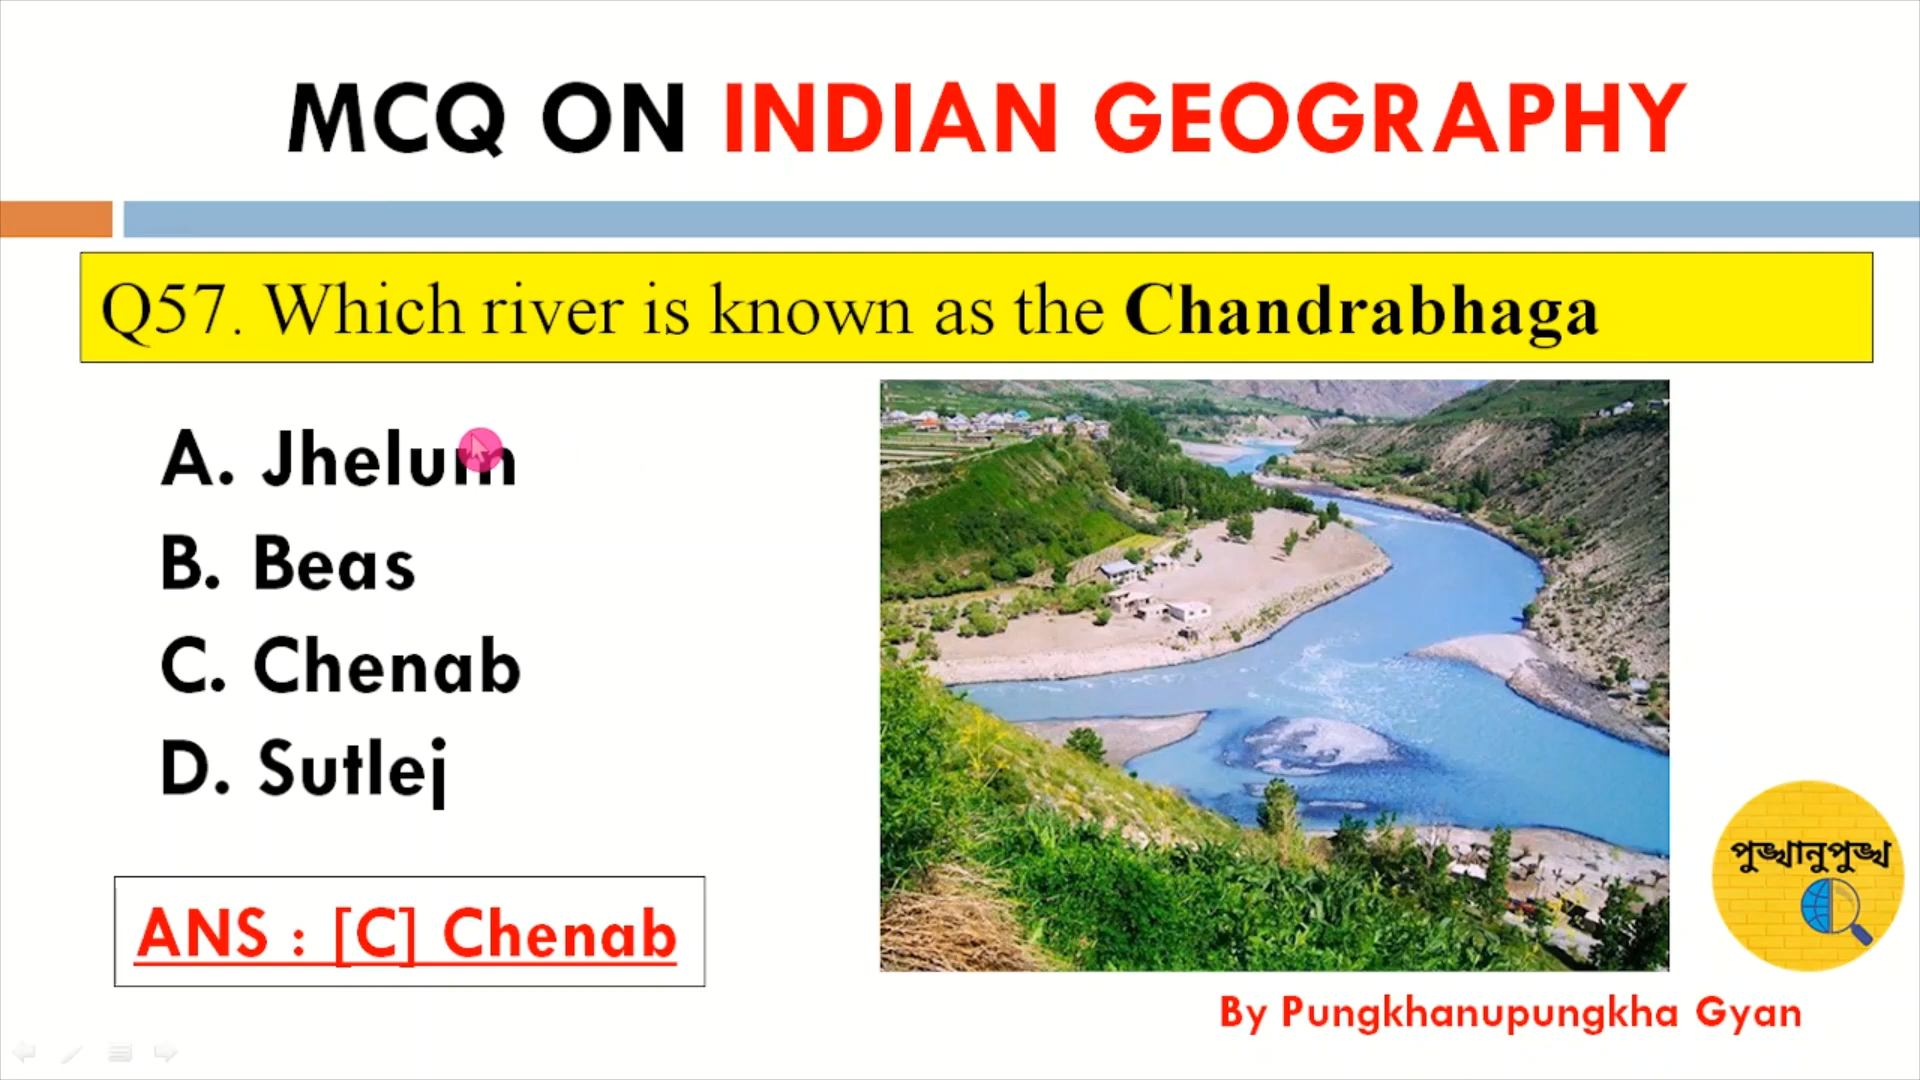 MCQ ON INDIAN GEOGRAPHY
Q57. Which river is known as the Chandrabhaga
A. Jhelum
B. Beas
C. Chenab
D. Sutlej
ANS : [C] Chenab
পুঙ্খানুপুঙ্খ
By Pungkhanupungkha Gyan